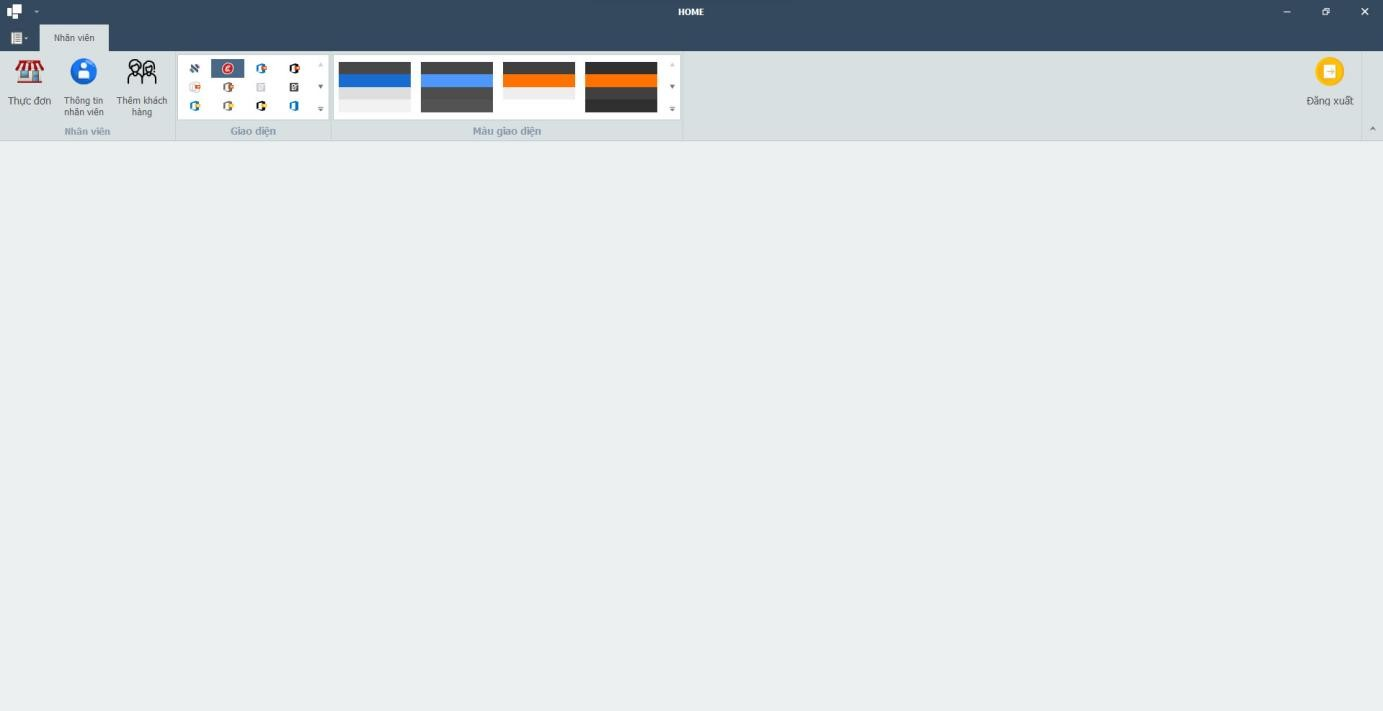 HOME
Nhân viên
Thực đơn
Thông tin
nhân viên
Thêm khách
hàng
Đăng xuất
Nhân viên
Giao diện
Màu giao diện